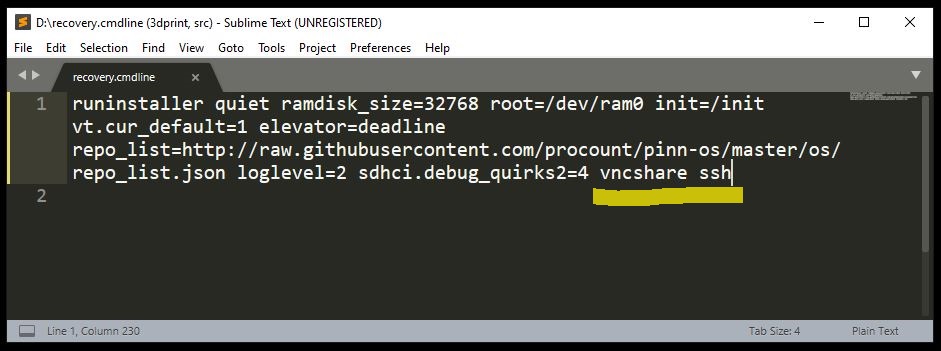 D:\recovery.cmdline (3dprint, src) - Sublime Text (UNREGISTERED)
File Edit Selection Find View Goto Tools Project Preferences Help
recovery.cmdline
1 runinstaller quiet ramdisk_size=32768 root=/dev/ram0 init=/init
vt.cur_default=1 elevator=deadline
repo_list=http://raw.githubusercontent.com/procount/pinn-os/master/os/
repo_list.json loglevel=2 sdhci.debug_quirks2=4 vncshare ssh
2
Line 1, Column 230 Tab Size: 4 Plain Text